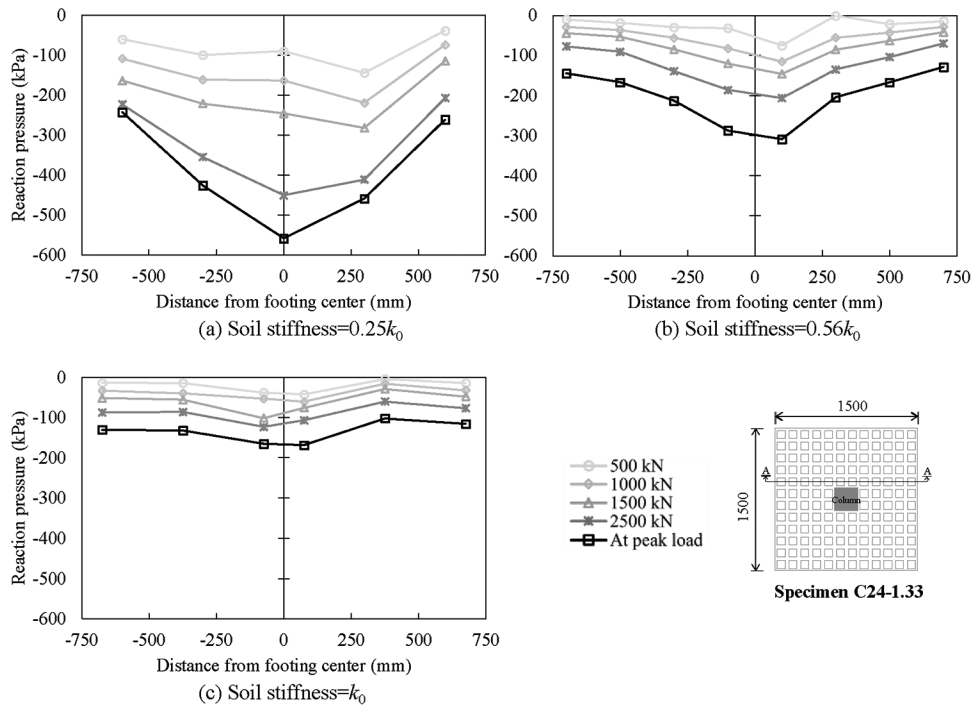 0
-100
-200
-300
-400
-500
-600
Reaction pressure (kPa)
-750 -500 -250 0 250 500 750
Distance from footing center (mm)
(a) Soil stiffness=0.25k0
0
-100
-200
-300
-400
-500
-600
-750 -500 -250 0 250 500 750
Distance from footing center (mm)
(b) Soil stiffness=0.56k0
0
-100
-200
-300
-400
-500
-600
Reaction pressure (kPa)
-750 -500 -250 0 250 500 750
Distance from footing center (mm)
(c) Soil stiffness=k0
500 kN
1000 kN
1500 kN
2500 kN
At peak load
1500
A A
1500
Column
Specimen C24-1.33